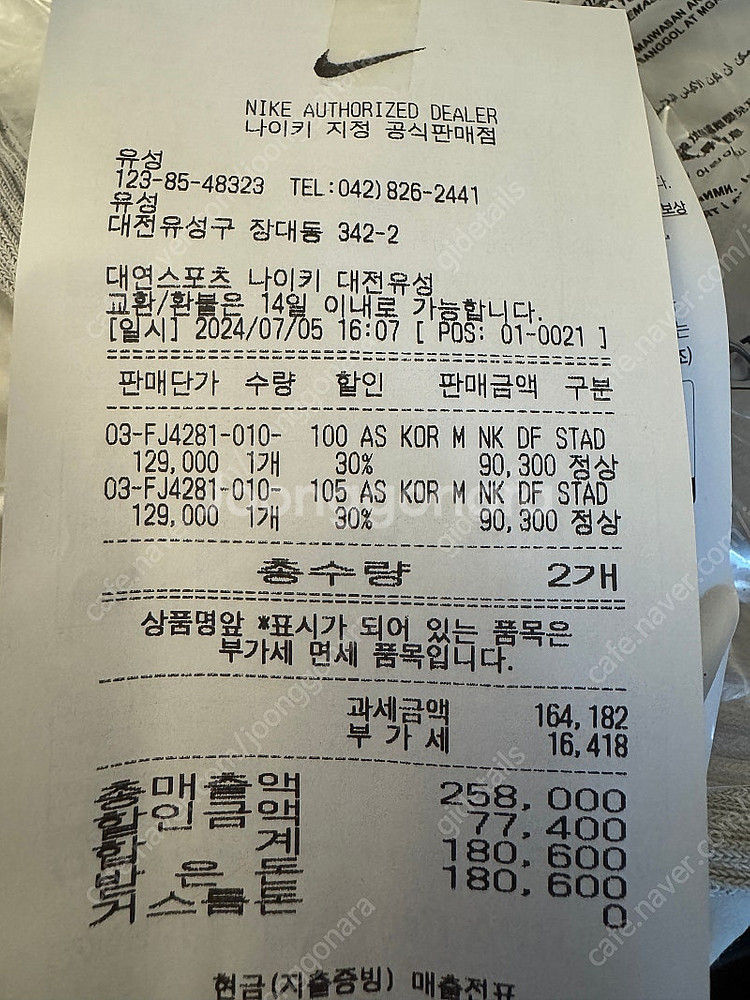 NIKE AUTHORIZED DEALER
나이키 지정 공식판매점
유성
123-85-48323 TEL:042)826-2441
유성
대전유성구 장대동 342-2
대연스포츠 나이키 대전유성
교환/환불은 14일 이내로 가능합니다.
[일시] 2024/07/05 16:07 [ POS: 01-0021 ]
판매단가 수량 할인 판매금액 구분
03-FJ4281-010- 100 AS KOR M NK DF STAD
129,000 1개 30% 90,300 정상
03-FJ4281-010- 105 AS KOR M NK DF STAD
129,000 1개 30% 90,300 정상
총수량 2개
상품명앞 *표시가 되어 있는 품목은
부가세 면세 품목입니다.
과세금액 164,182
부 가 세 16,418
총 매 출 액 258,000
할 인 금 액 77,400
합 계 180,600
받 은 돈 180,600
거 스 름 돈 0
현금(지출증빙) 매출전표